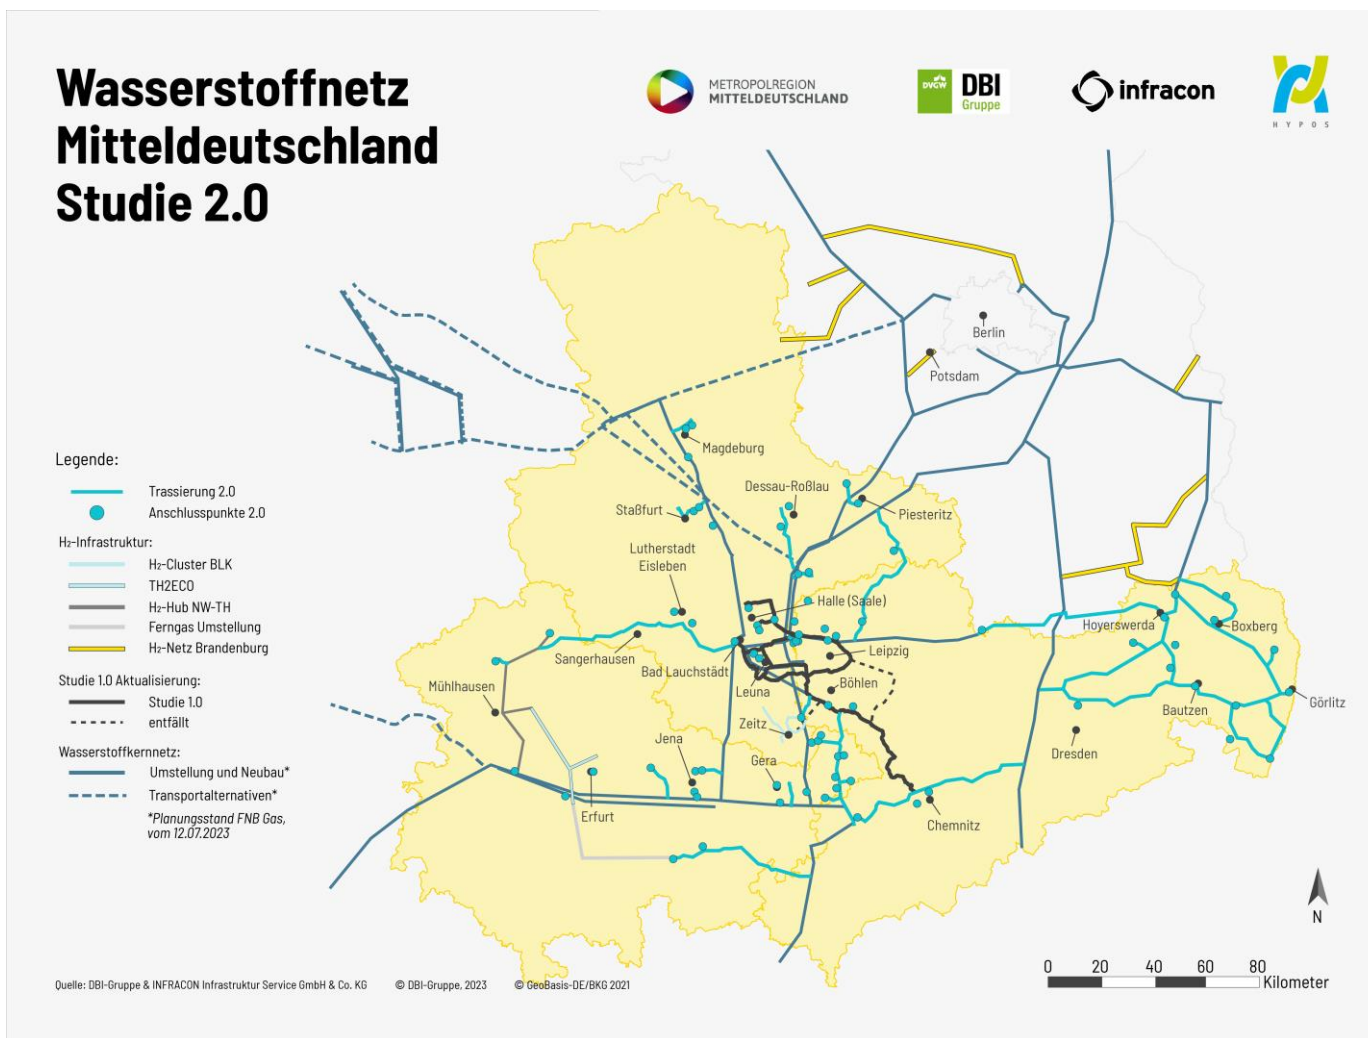 Wasserstoffnetz
Mitteldeutschland
Studie 2.0
METROPOLREGION
MITTELDEUTSCHLAND
DVGW
DBI
Gruppe
infracon
HYPOS
Berlin
Potsdam
Magdeburg
Dessau-Roßlau
Staßfurt
Piesteritz
Lutherstadt
Eisleben
Halle (Saale)
Hoyerswerda
Boxberg
Sangerhausen
Leipzig
Bad Lauchstädt
Mühlhausen
Leuna
Böhlen
Görlitz
Bautzen
Zeitz
Jena
Dresden
Gera
Erfurt
Chemnitz
Legende:
Trassierung 2.0
Anschlusspunkte 2.0
H₂-Infrastruktur:
H₂-Cluster BLK
TH2ECO
H₂-Hub NW-TH
Ferngas Umstellung
H₂-Netz Brandenburg
Studie 1.0 Aktualisierung:
Studie 1.0
entfällt
Wasserstoffkernnetz:
Umstellung und Neubau*
Transportalternativen*
*Planungsstand FNB Gas,
vom 12.07.2023
N
0 20 40 60 80
Kilometer
Quelle: DBI-Gruppe & INFRACON Infrastruktur Service GmbH & Co. KG © DBI-Gruppe, 2023 © GeoBasis-DE/BKG 2021